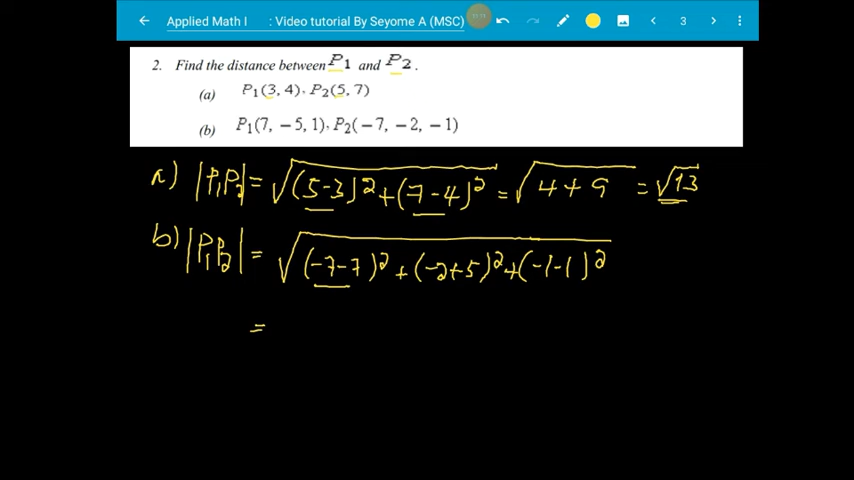 Applied Math I : Video tutorial By Seyome A (MSC) 3
2. Find the distance between P1 and P2 .
(a) P1(3, 4), P2(5, 7)
(b) P1(7, −5, 1), P2(−7, −2, −1)
a) |P₁P₂| = √((5-3)² + (7-4)²) = √(4+9) = √13
b) |P₁P₂| = √((-7-7)² + (-2+5)² + (-1-1)²)
=